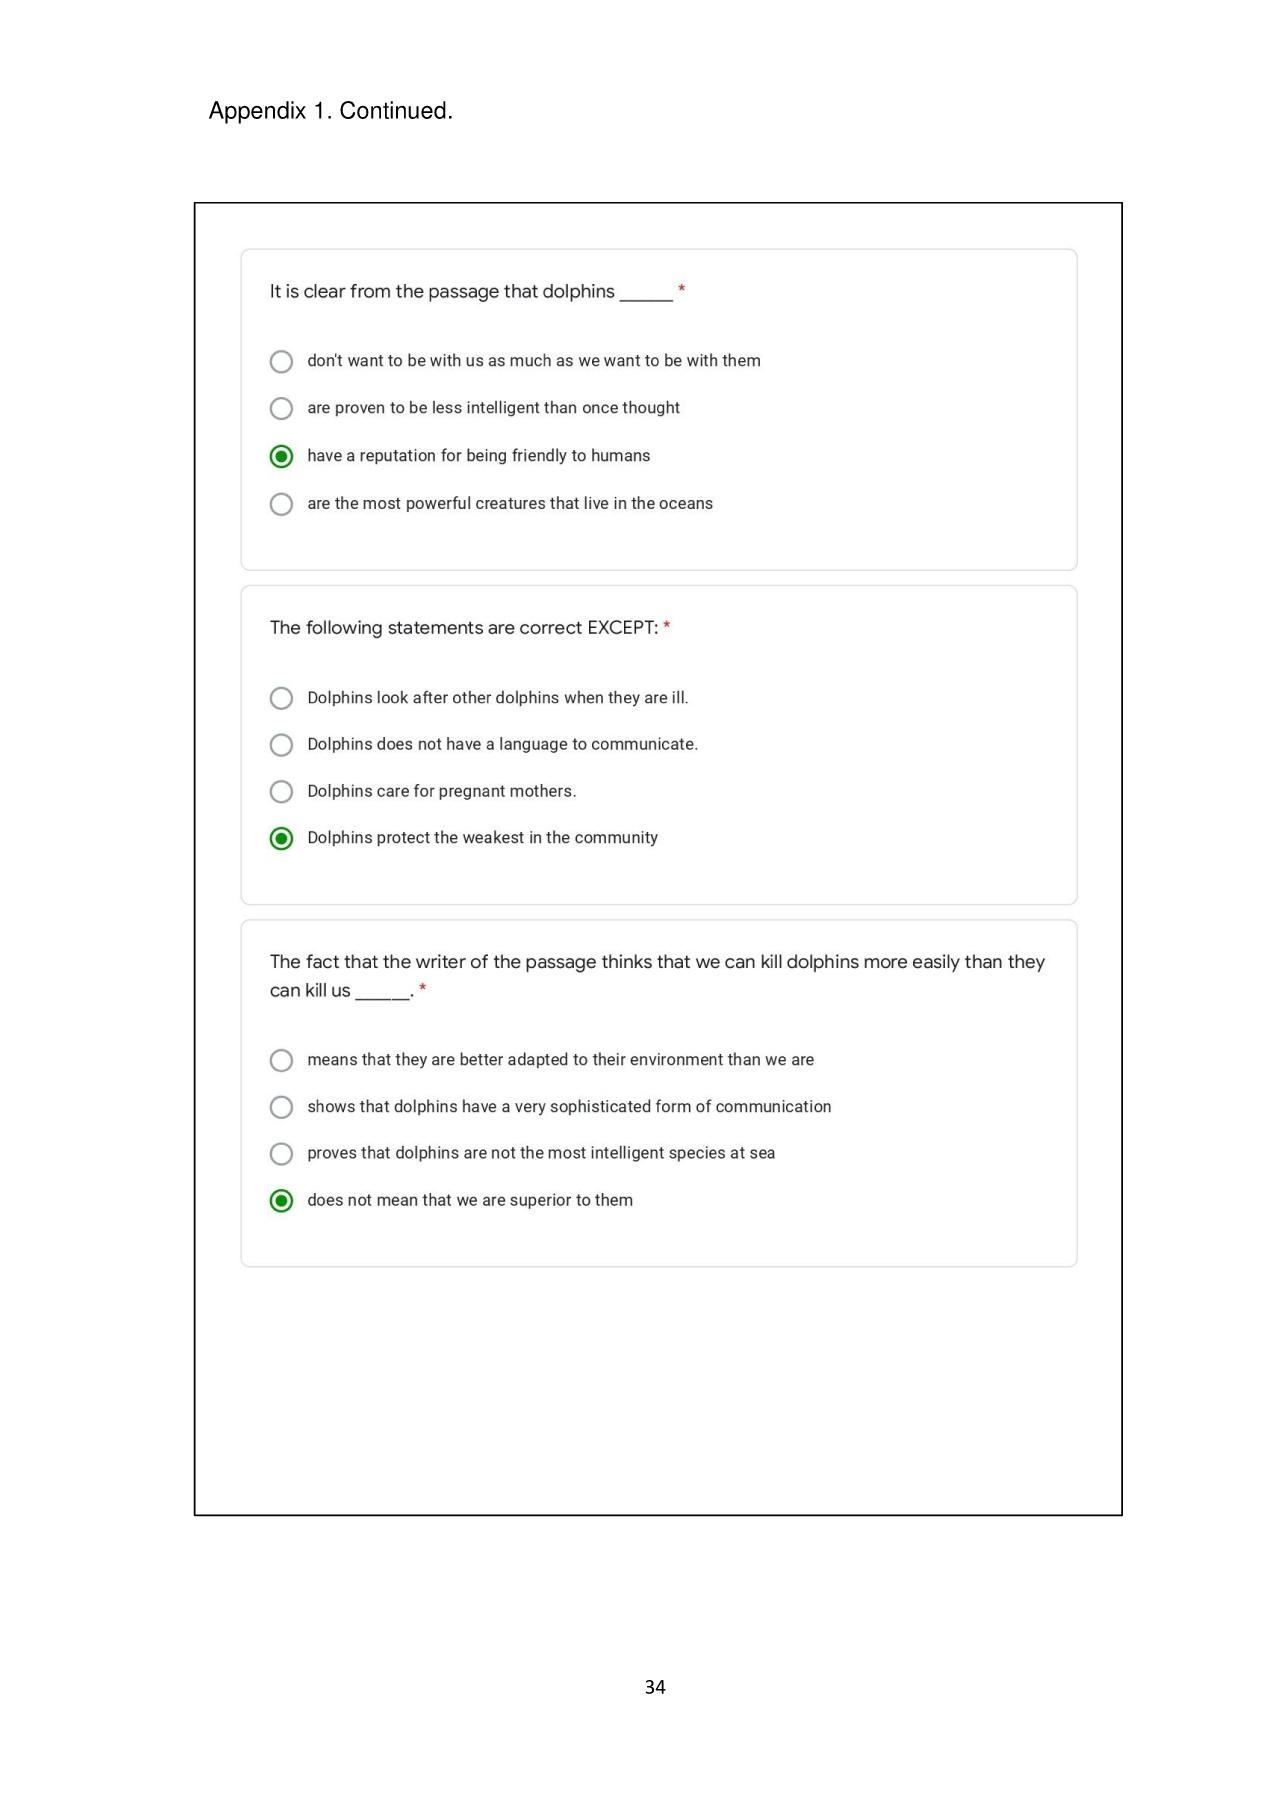 Appendix 1. Continued.
It is clear from the passage that dolphins ______ *
don't want to be with us as much as we want to be with them
are proven to be less intelligent than once thought
have a reputation for being friendly to humans
are the most powerful creatures that live in the oceans
The following statements are correct EXCEPT: *
Dolphins look after other dolphins when they are ill.
Dolphins does not have a language to communicate.
Dolphins care for pregnant mothers.
Dolphins protect the weakest in the community
The fact that the writer of the passage thinks that we can kill dolphins more easily than they
can kill us ______. *
means that they are better adapted to their environment than we are
shows that dolphins have a very sophisticated form of communication
proves that dolphins are not the most intelligent species at sea
does not mean that we are superior to them
34